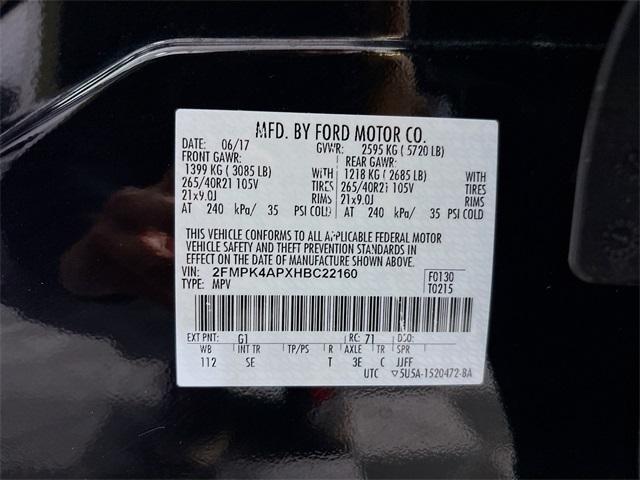 MFD. BY FORD MOTOR CO.
DATE: 06/17 GVWR: 2595 KG ( 5720 LB)
FRONT GAWR: REAR GAWR:
1399 KG ( 3085 LB) WITH 1218 KG ( 2685 LB)
265/40R21 105V TIRES 265/40R21 105V
21x9.0J RIMS 21x9.0J
AT 240 kPa/ 35 PSI COLD AT 240 kPa/ 35 PSI COLD
THIS VEHICLE CONFORMS TO ALL APPLICABLE FEDERAL MOTOR
VEHICLE SAFETY AND THEFT PREVENTION STANDARDS IN
EFFECT ON THE DATE OF MANUFACTURE SHOWN ABOVE.
VIN: 2FMPK4APXHBC22160 F0130
TYPE: MPV T0215
EXT PNT: G1 RC: 71 DSO:
WB INT TR TP/PS R AXLE TR SPR
112 SE T 3E C JJFF
UTC ▽5U5A-1520472-BA